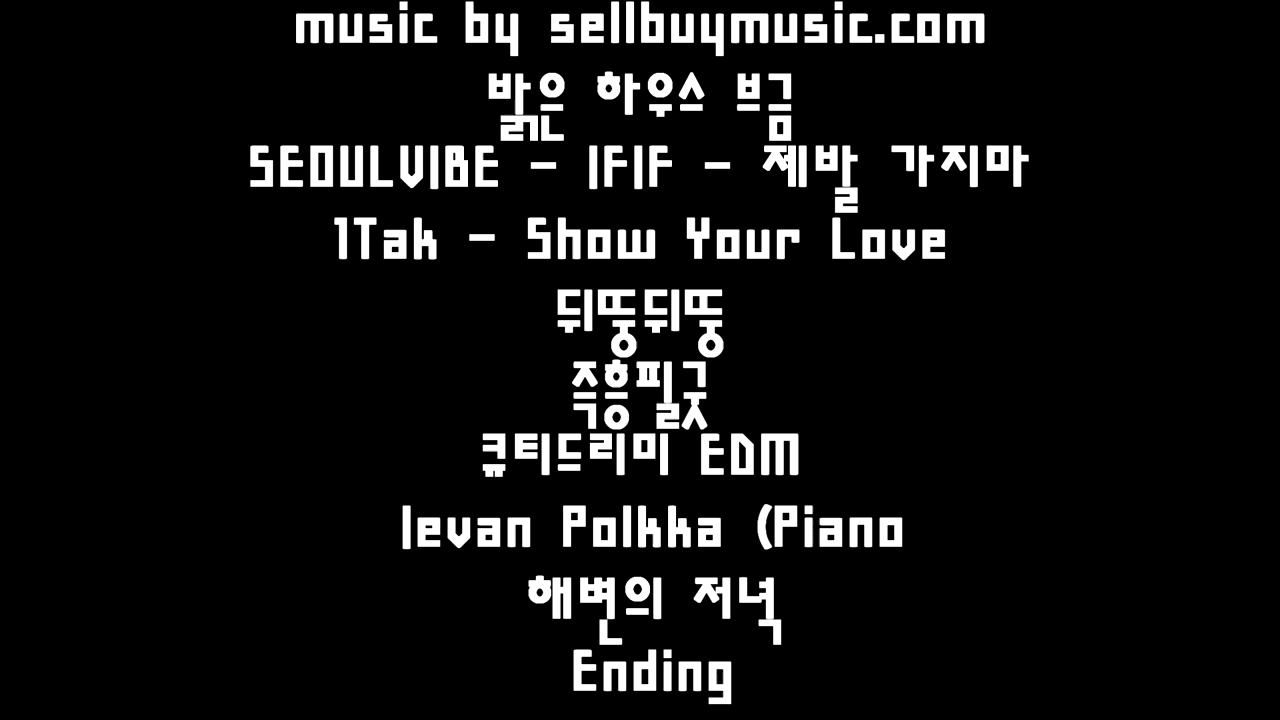 music by sellbuymusic.com
밝은 하우스 브금
SEOULVIBE - IFIF - 제발 가지마
1Tak - Show Your Love
뒤뚱뒤뚱
즉흥필굿
큐티드리미 EDM
Ievan Polkka (Piano
해변의 저녁
Ending